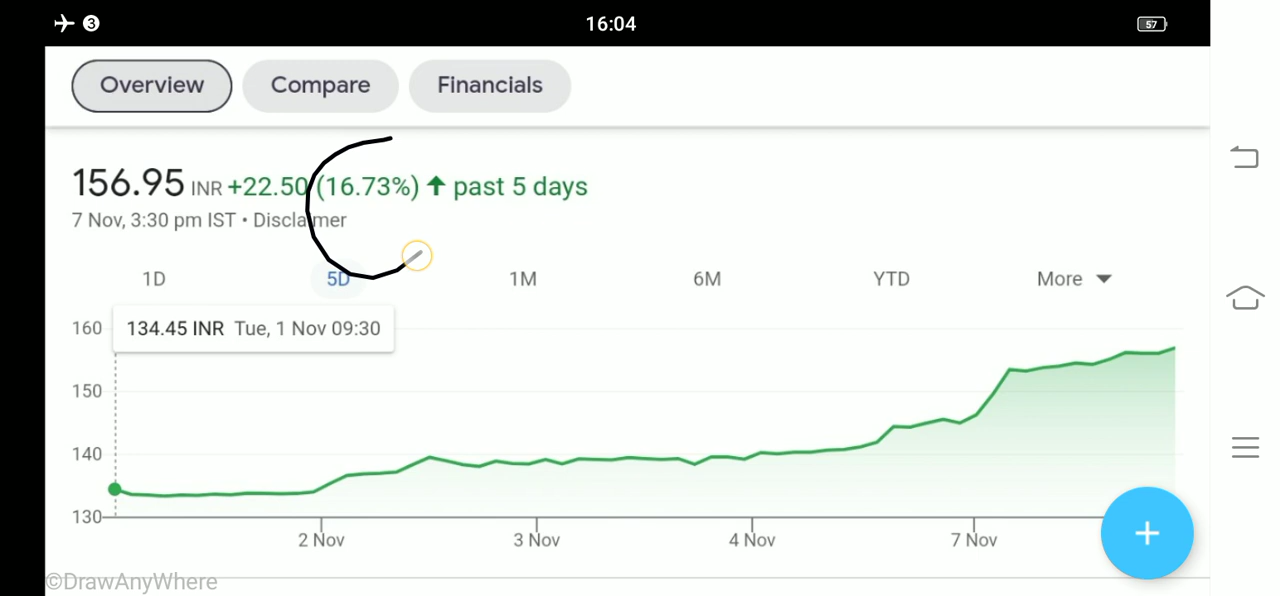 3 16:04 57
Overview Compare Financials
156.95 INR +22.50 (16.73%) ↑ past 5 days
7 Nov, 3:30 pm IST • Disclaimer
1D 5D 1M 6M YTD More
134.45 INR Tue, 1 Nov 09:30
160
150
140
130
2 Nov 3 Nov 4 Nov 7 Nov
+
©DrawAnyWhere